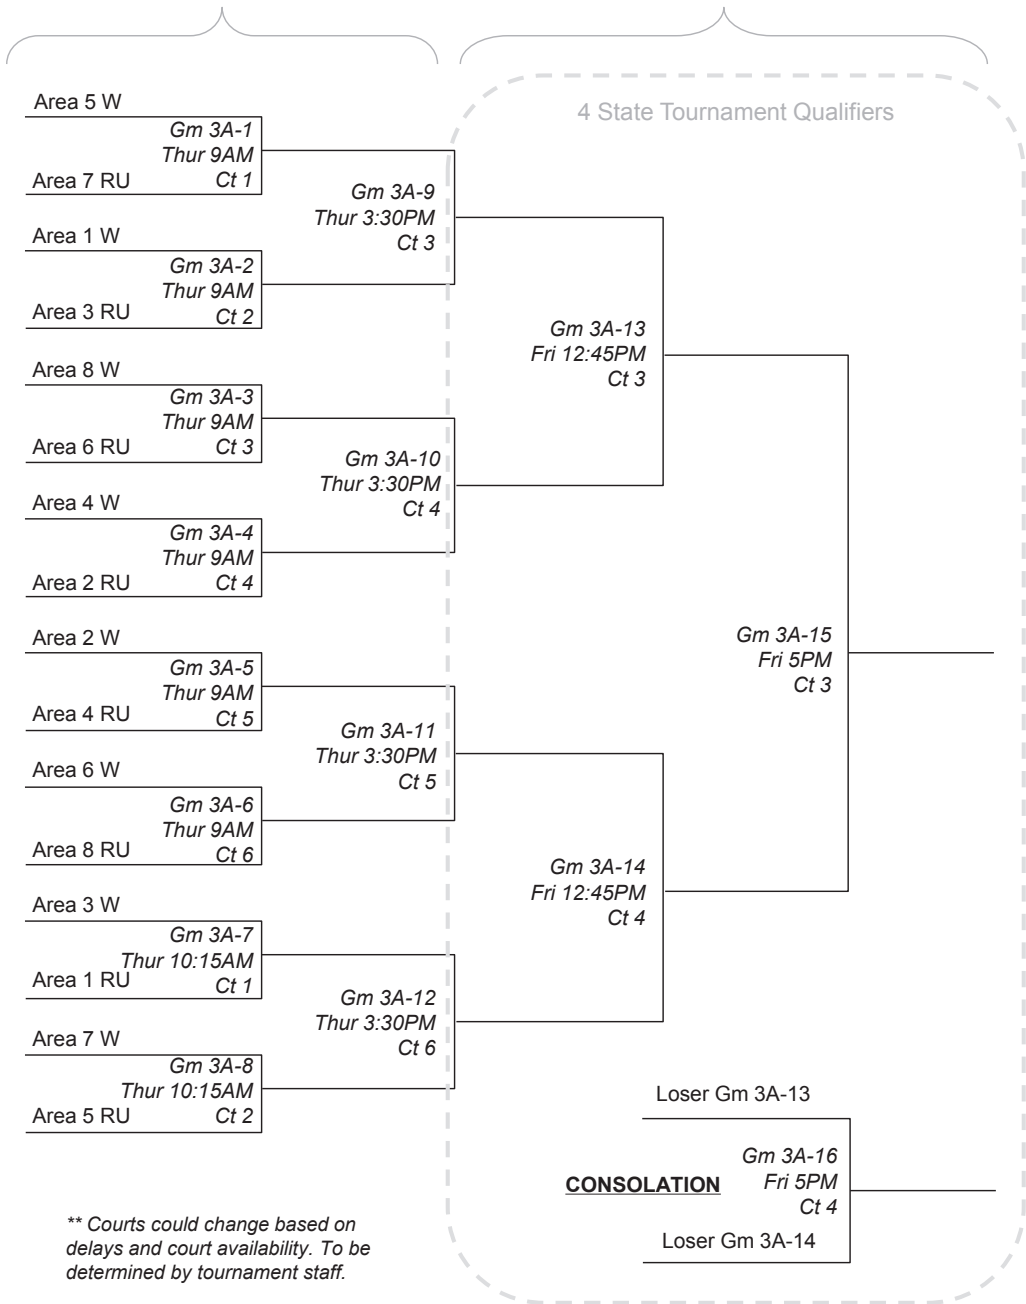 4 State Tournament Qualifiers
Area 5 W
Gm 3A-1
Thur 9AM
Area 7 RU
Ct 1
Area 1 W
Gm 3A-2
Thur 9AM
Area 3 RU
Ct 2
Area 8 W
Gm 3A-3
Thur 9AM
Area 6 RU
Ct 3
Area 4 W
Gm 3A-4
Thur 9AM
Area 2 RU
Ct 4
Area 2 W
Gm 3A-5
Thur 9AM
Area 4 RU
Ct 5
Area 6 W
Gm 3A-6
Thur 9AM
Area 8 RU
Ct 6
Area 3 W
Gm 3A-7
Thur 10:15AM
Area 1 RU
Ct 1
Area 7 W
Gm 3A-8
Thur 10:15AM
Area 5 RU
Ct 2
Gm 3A-9
Thur 3:30PM
Ct 3
Gm 3A-10
Thur 3:30PM
Ct 4
Gm 3A-11
Thur 3:30PM
Ct 5
Gm 3A-12
Thur 3:30PM
Ct 6
Gm 3A-13
Fri 12:45PM
Ct 3
Gm 3A-14
Fri 12:45PM
Ct 4
Gm 3A-15
Fri 5PM
Ct 3
Loser Gm 3A-13
Gm 3A-16
CONSOLATION
Fri 5PM
Ct 4
Loser Gm 3A-14
** Courts could change based on
delays and court availability. To be
determined by tournament staff.